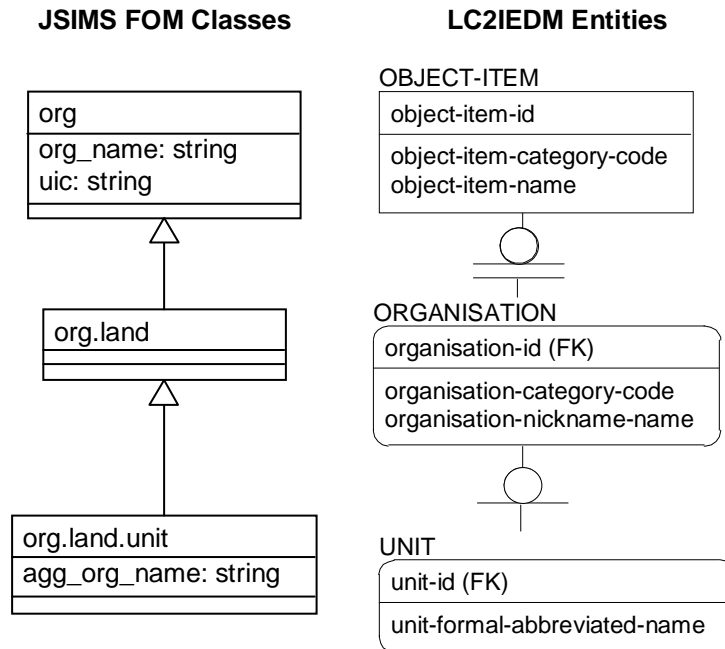 JSIMS FOM Classes
org
org_name: string
uic: string
org.land
org.land.unit
agg_org_name: string
LC2IEDM Entities
OBJECT-ITEM
object-item-id
object-item-category-code
object-item-name
ORGANISATION
organisation-id (FK)
organisation-category-code
organisation-nickname-name
UNIT
unit-id (FK)
unit-formal-abbreviated-name